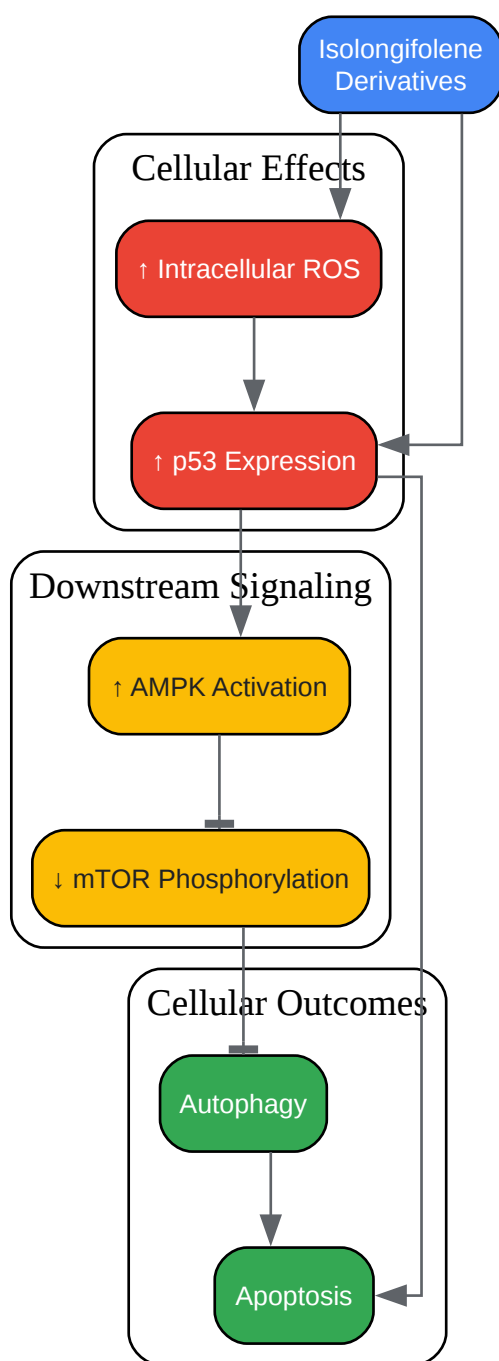 Isolongifolene
Derivatives
Cellular Effects
↑ Intracellular ROS
↑ p53 Expression
Downstream Signaling
↑ AMPK Activation
↓ mTOR Phosphorylation
Cellular Outcomes
Autophagy
Apoptosis